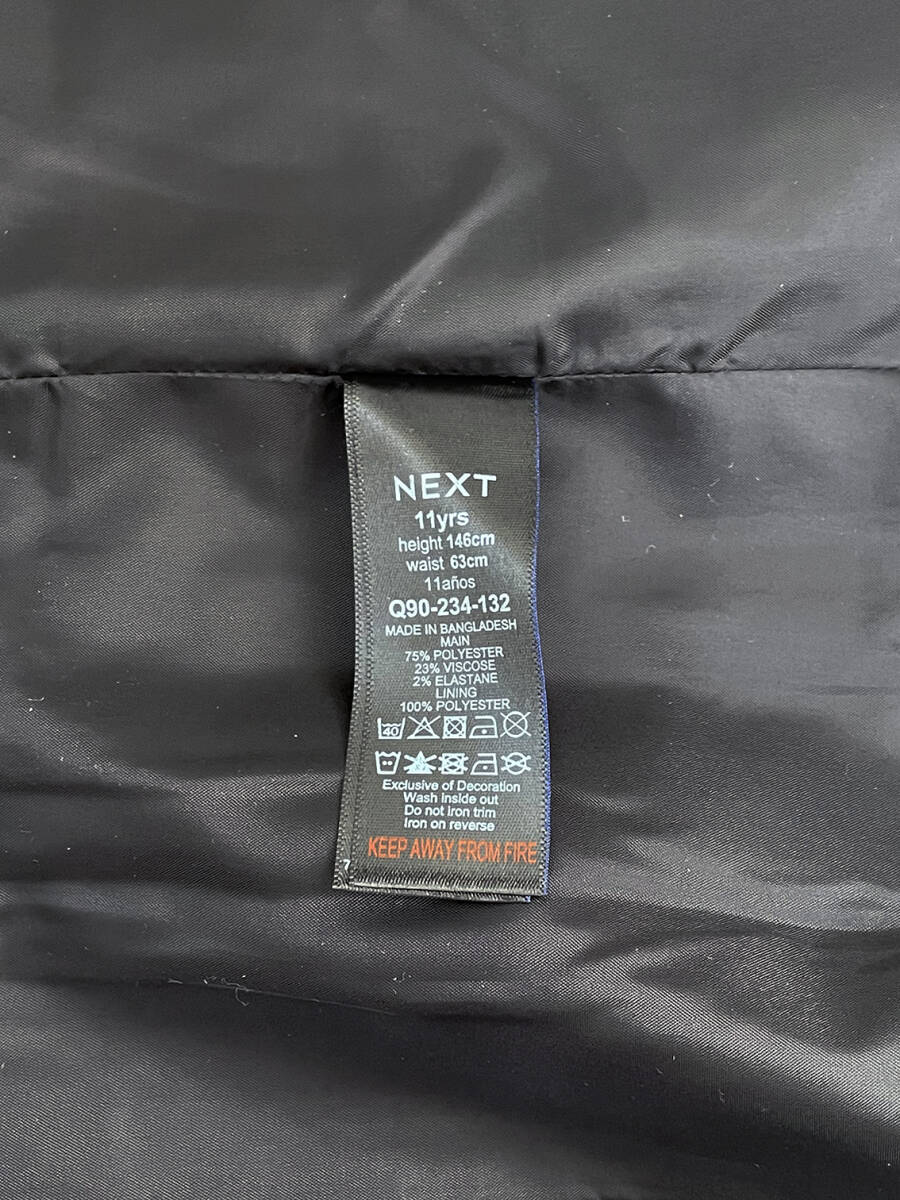 NEXT
11yrs
height 146cm
waist 63cm
11años
Q90-234-132
MADE IN BANGLADESH
MAIN
75% POLYESTER
23% VISCOSE
2% ELASTANE
LINING
100% POLYESTER
40
Exclusive of Decoration
Wash inside out
Do not iron trim
Iron on reverse
KEEP AWAY FROM FIRE
7